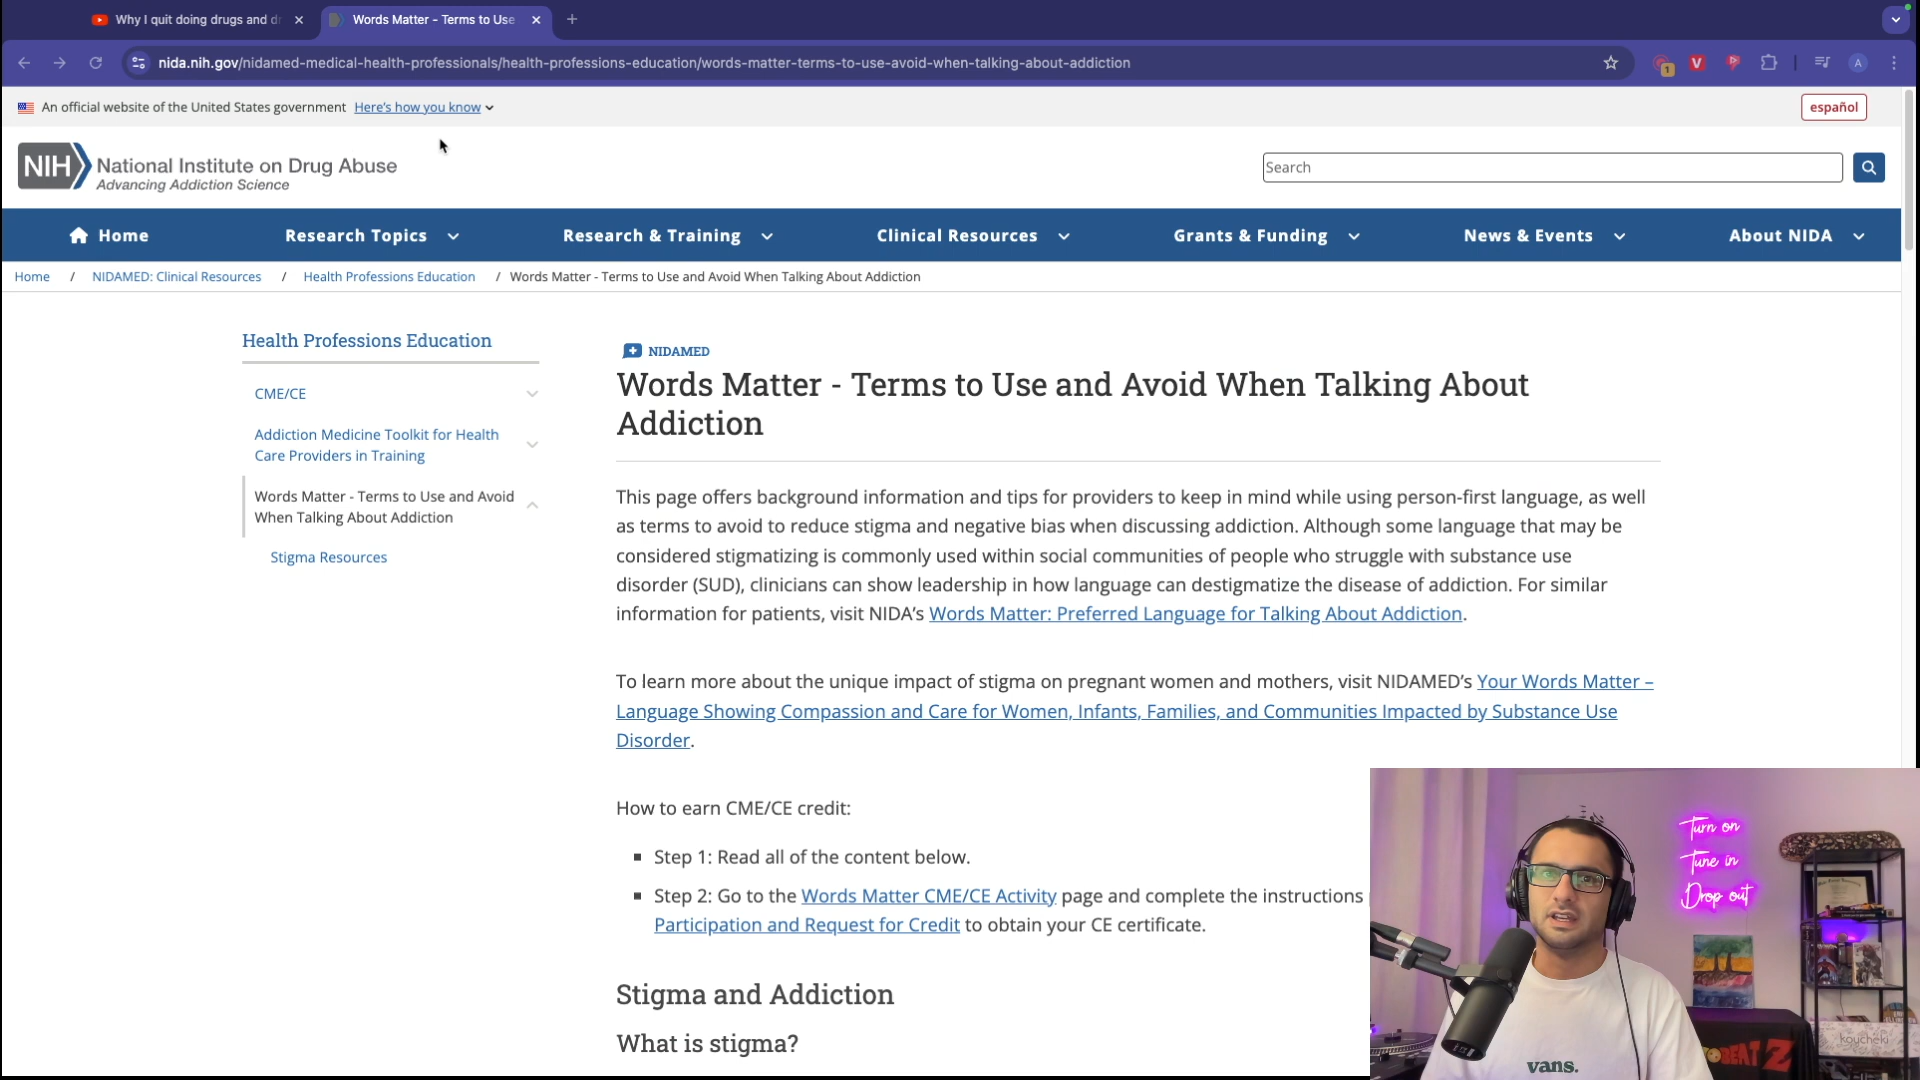 Why I quit doing drugs and dr
Words Matter - Terms to Use
nida.nih.gov/nidamed-medical-health-professionals/health-professions-education/words-matter-terms-to-use-avoid-when-talking-about-addiction
1
V
A
An official website of the United States government Here's how you know
español
NIH National Institute on Drug Abuse
Advancing Addiction Science
Search
Home Research Topics Research & Training Clinical Resources Grants & Funding News & Events About NIDA
Home / NIDAMED: Clinical Resources / Health Professions Education / Words Matter - Terms to Use and Avoid When Talking About Addiction
Health Professions Education
CME/CE
Addiction Medicine Toolkit for Health
Care Providers in Training
Words Matter - Terms to Use and Avoid
When Talking About Addiction
Stigma Resources
NIDAMED
Words Matter - Terms to Use and Avoid When Talking About
Addiction
This page offers background information and tips for providers to keep in mind while using person-first language, as well
as terms to avoid to reduce stigma and negative bias when discussing addiction. Although some language that may be
considered stigmatizing is commonly used within social communities of people who struggle with substance use
disorder (SUD), clinicians can show leadership in how language can destigmatize the disease of addiction. For similar
information for patients, visit NIDA's Words Matter: Preferred Language for Talking About Addiction.
To learn more about the unique impact of stigma on pregnant women and mothers, visit NIDAMED's Your Words Matter –
Language Showing Compassion and Care for Women, Infants, Families, and Communities Impacted by Substance Use
Disorder.
How to earn CME/CE credit:
Step 1: Read all of the content below.
Step 2: Go to the Words Matter CME/CE Activity page and complete the instructions
Participation and Request for Credit to obtain your CE certificate.
Stigma and Addiction
What is stigma?
Turn on
Tune in
Drop out
vans.
BEAT Z
koucheki